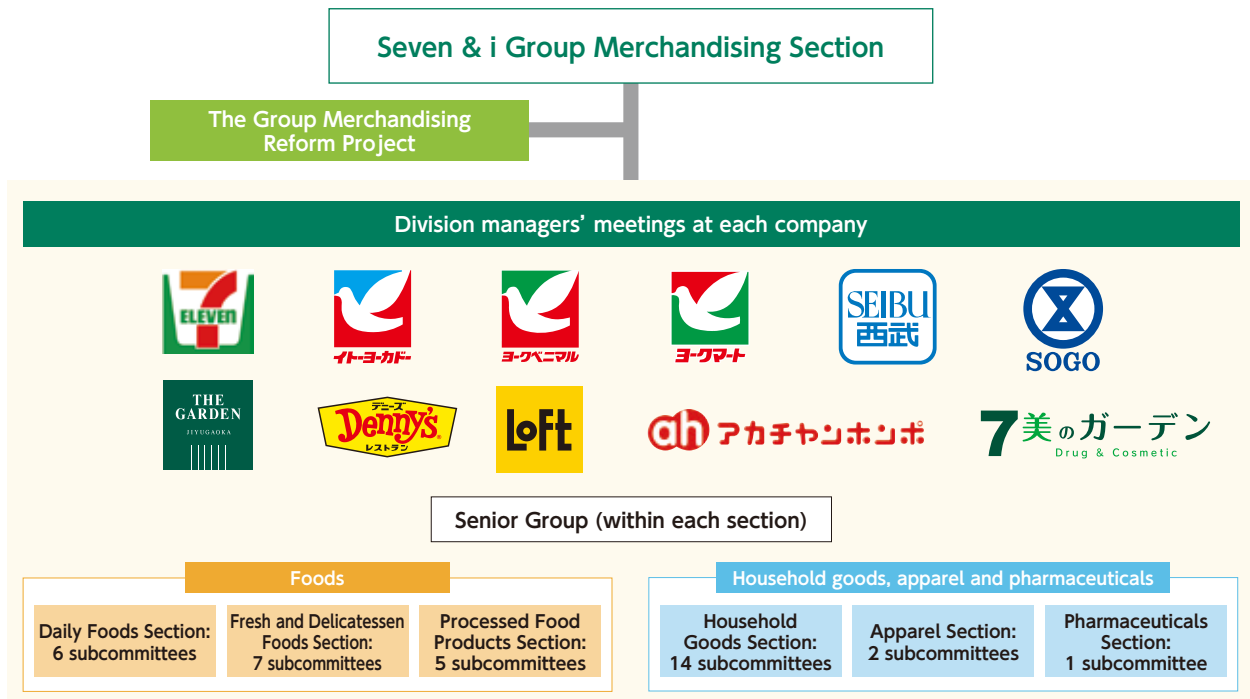 Seven & i Group Merchandising Section
The Group Merchandising
Reform Project
Division managers’ meetings at each company
7
ELEVEN
イトーヨーカドー
ヨークベニマル
ヨークマート
SEIBU
西武
SOGO
THE
GARDEN
JIYUGAOKA
デニーズ
Denny's
レストラン
LoFt
ah アカチャンホンポ
7美のガーデン
Drug & Cosmetic
Senior Group (within each section)
Foods
Daily Foods Section:
6 subcommittees
Fresh and Delicatessen
Foods Section:
7 subcommittees
Processed Food
Products Section:
5 subcommittees
Household goods, apparel and pharmaceuticals
Household
Goods Section:
14 subcommittees
Apparel Section:
2 subcommittees
Pharmaceuticals
Section:
1 subcommittee